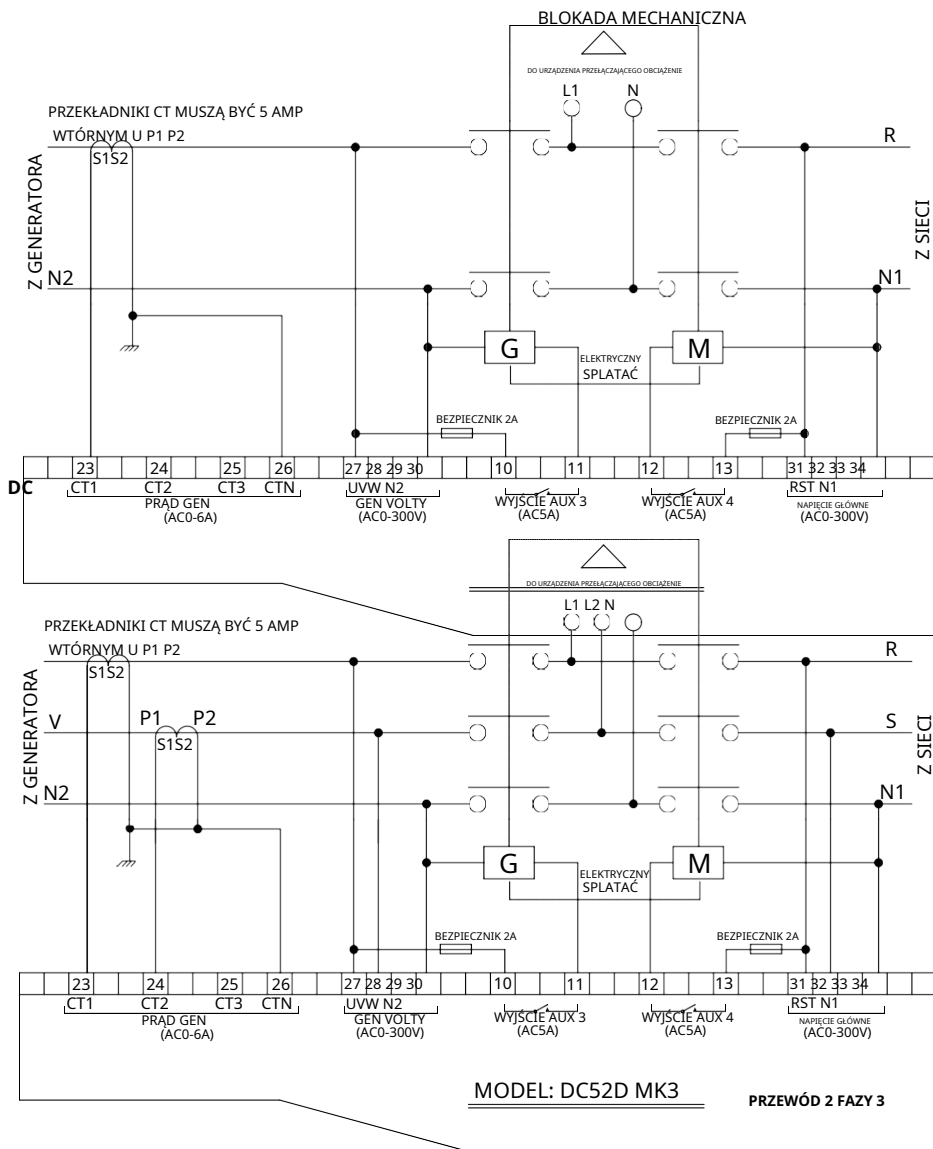 BLOKADA MECHANICZNA
DO URZĄDZENIA PRZEŁĄCZAJĄCEGO OBCIĄŻENIE
L1 N
PRZEKŁADNIKI CT MUSZĄ BYĆ 5 AMP
WTÓRNYM U P1 P2
S1S2
R
Z GENERATORA
Z SIECI
N2
N1
G
M
ELEKTRYCZNY
SPLATAĆ
BEZPIECZNIK 2A
BEZPIECZNIK 2A
23 24 25 26 27 28 29 30 10 11 12 13 31 32 33 34
DC
CT1 CT2 CT3 CTN UVW N2 RST N1
PRĄD GEN
(AC0-6A)
GEN VOLTY
(AC0-300V)
WYJŚCIE AUX 3
(AC5A)
WYJŚCIE AUX 4
(AC5A)
NAPIĘCIE GŁÓWNE
(AC0-300V)
DO URZĄDZENIA PRZEŁĄCZAJĄCEGO OBCIĄŻENIE
L1 L2 N
PRZEKŁADNIKI CT MUSZĄ BYĆ 5 AMP
WTÓRNYM U P1 P2
S1S2
R
Z GENERATORA
Z SIECI
V
P1 P2
S1S2
S
N2
N1
G
M
ELEKTRYCZNY
SPLATAĆ
BEZPIECZNIK 2A
BEZPIECZNIK 2A
23 24 25 26 27 28 29 30 10 11 12 13 31 32 33 34
CT1 CT2 CT3 CTN UVW N2 RST N1
PRĄD GEN
(AC0-6A)
GEN VOLTY
(AC0-300V)
WYJŚCIE AUX 3
(AC5A)
WYJŚCIE AUX 4
(AC5A)
NAPIĘCIE GŁÓWNE
(AC0-300V)
MODEL: DC52D MK3
PRZEWÓD 2 FAZY 3